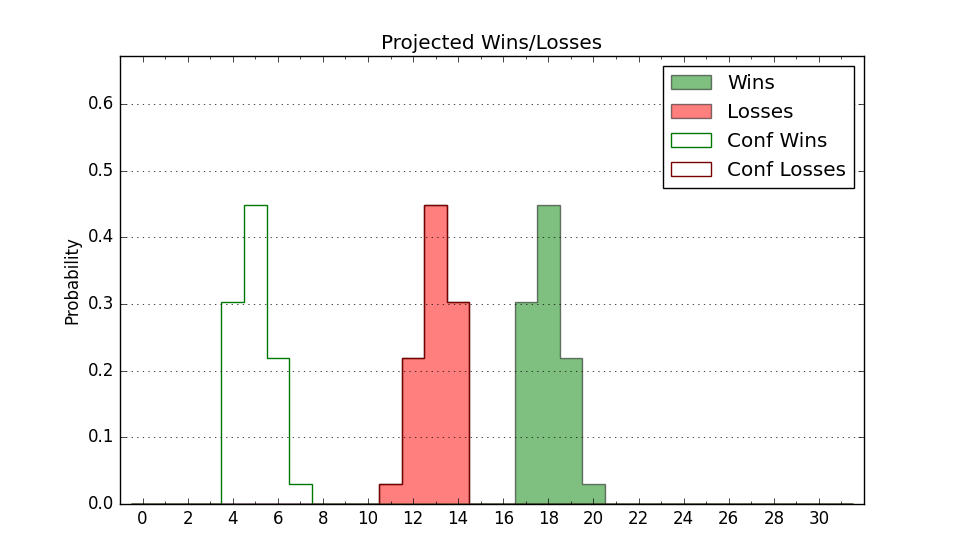 Projected Wins/Losses
Wins
Losses
Conf Wins
Conf Losses
Probability
0.6
0.5
0.4
0.3
0.2
0.1
0.0
0 2 4 6 8 10 12 14 16 18 20 22 24 26 28 30